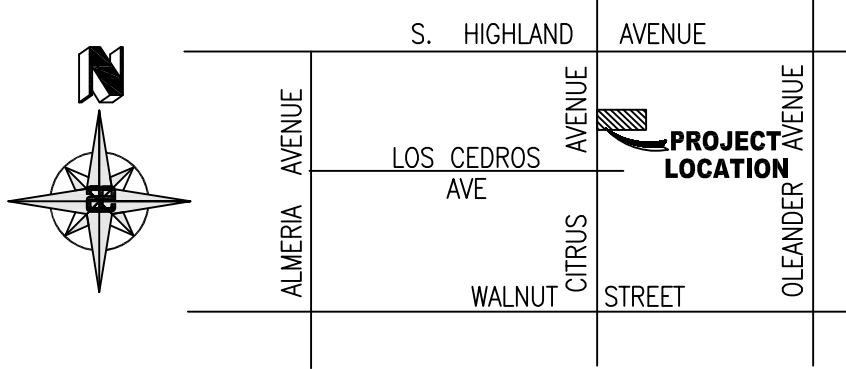 N
S. HIGHLAND AVENUE
ALMERIA AVENUE
CITRUS AVENUE
OLEANDER AVENUE
PROJECT
LOCATION
LOS CEDROS
AVE
WALNUT STREET